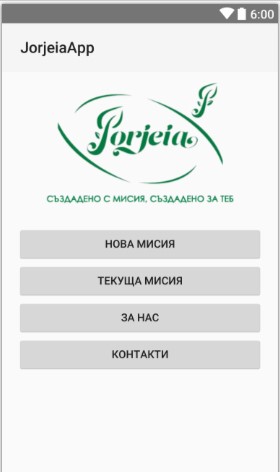 6:00
JorjeiaApp
Jorjeia
СЪЗДАДЕНО С МИСИЯ, СЪЗДАДЕНО ЗА ТЕБ
НОВА МИСИЯ
ТЕКУЩА МИСИЯ
ЗА НАС
КОНТАКТИ